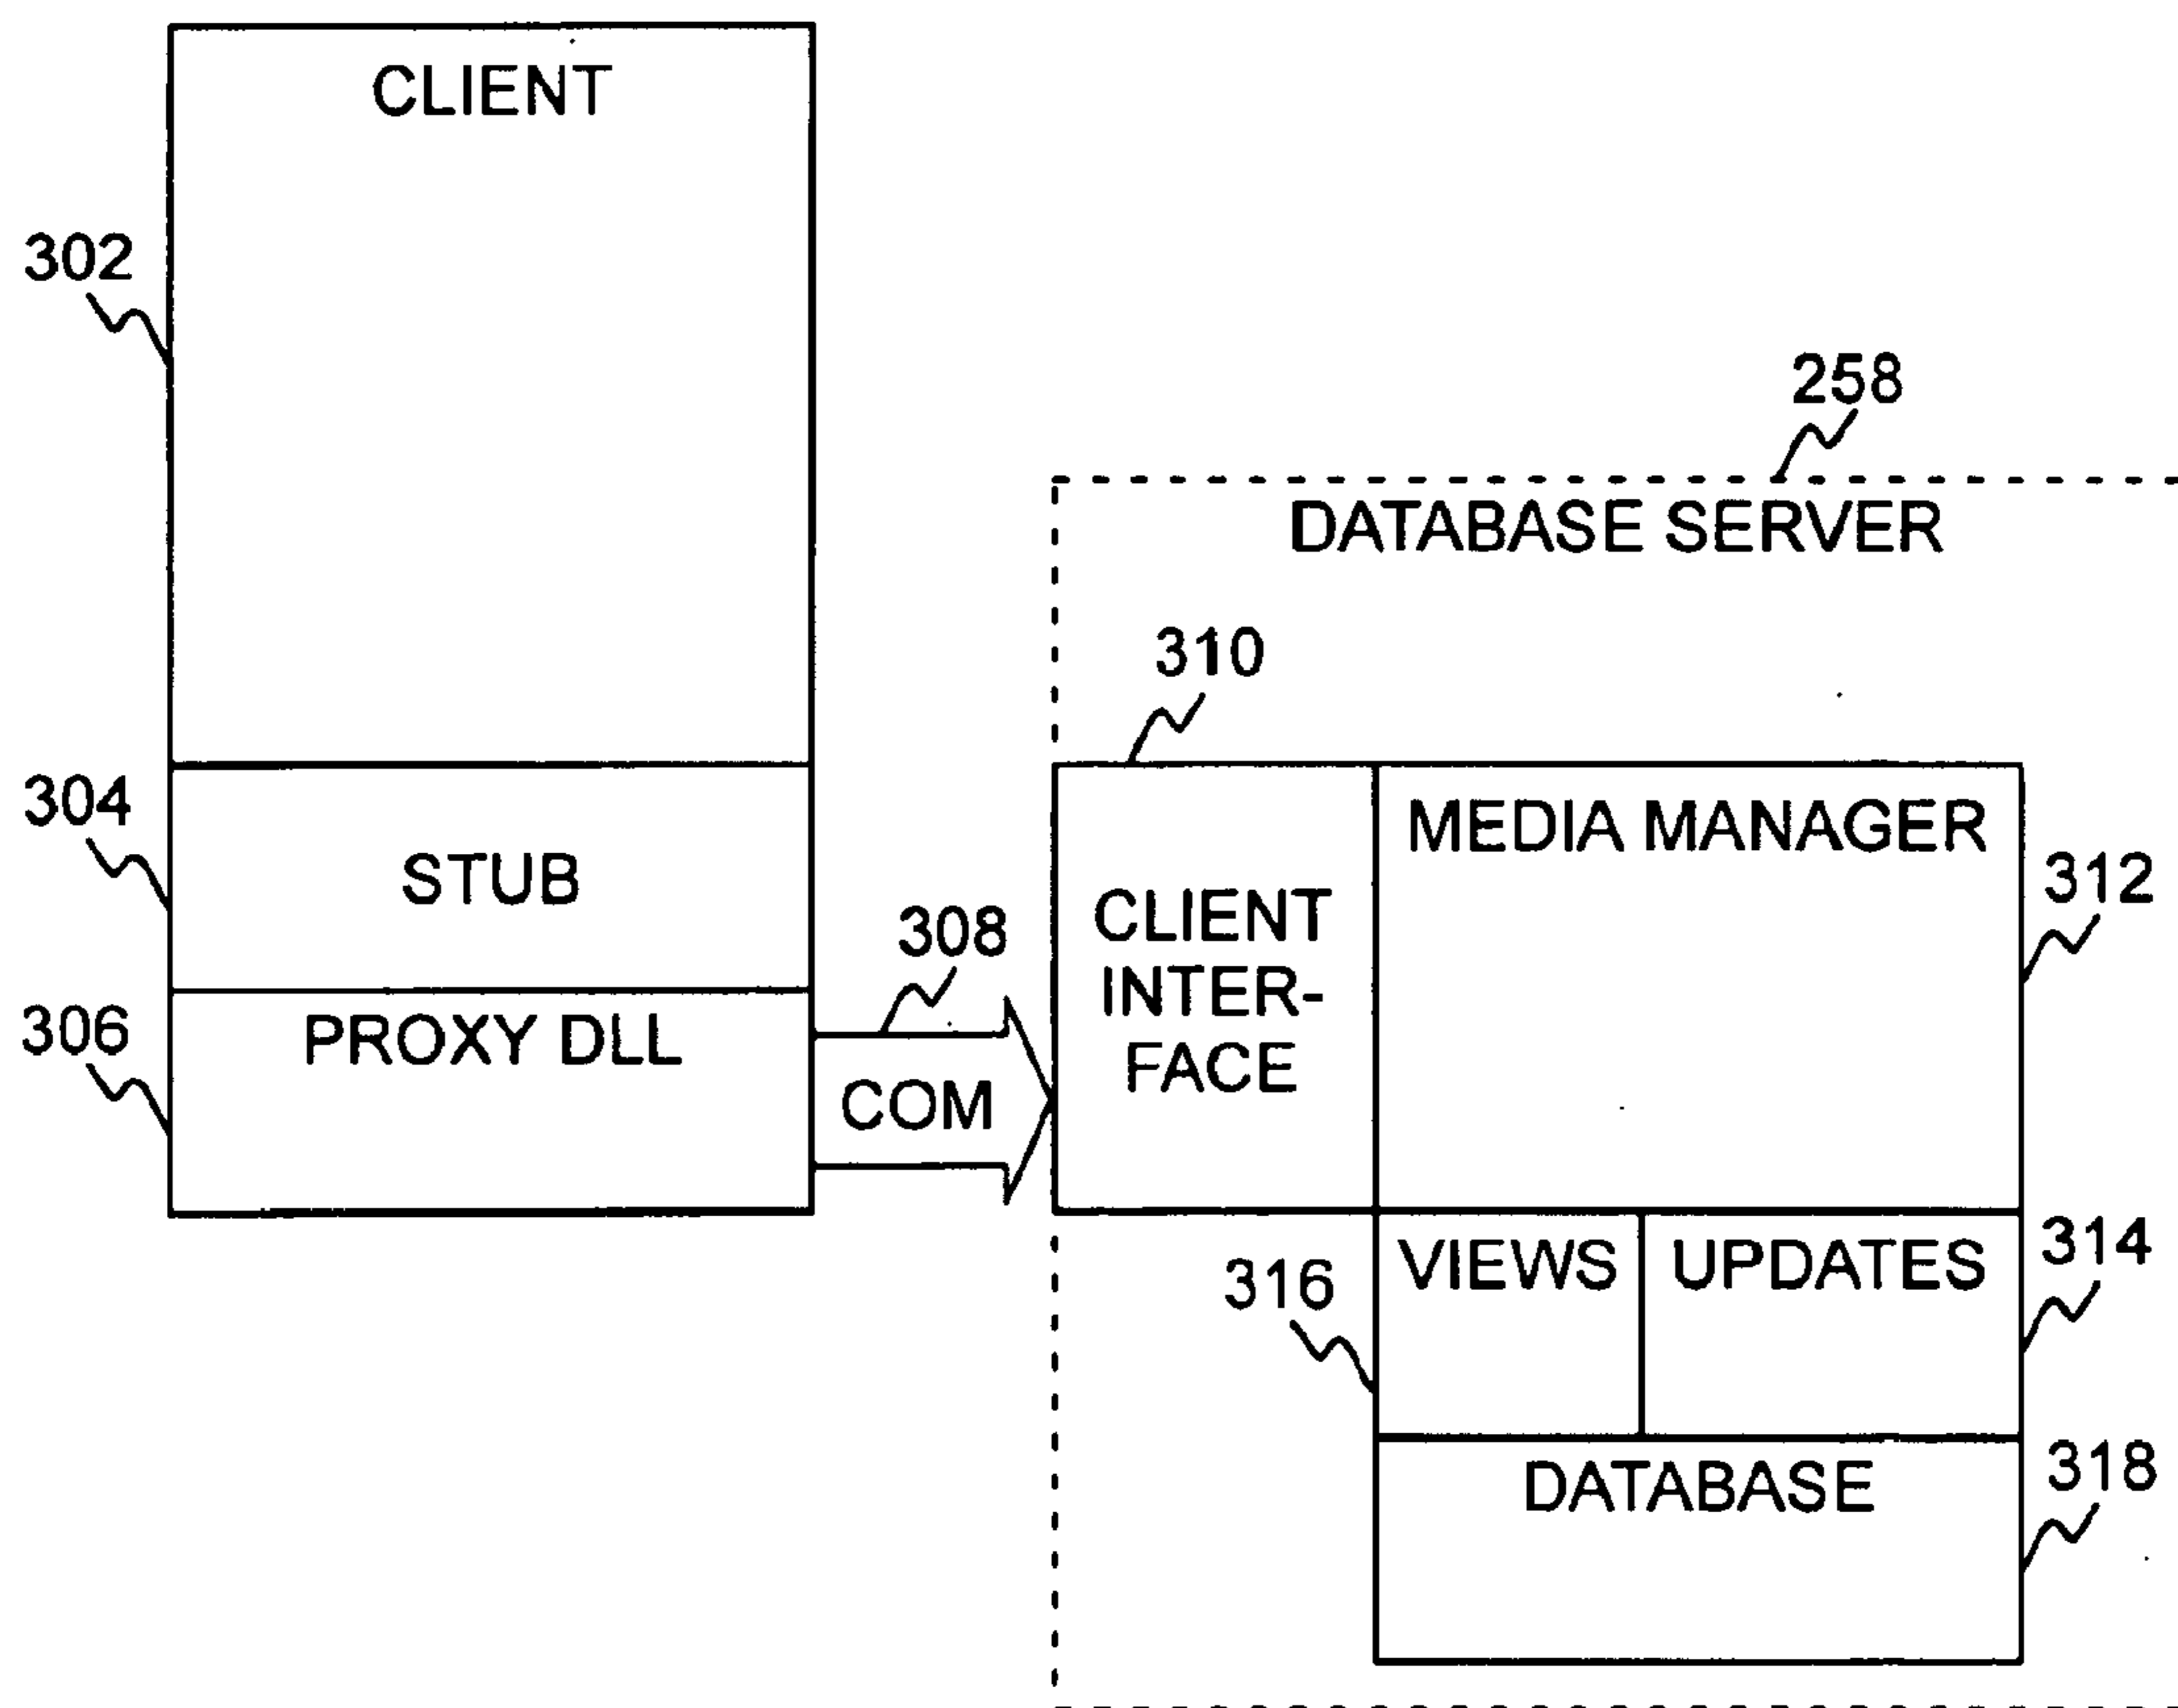 CLIENT
302
258
DATABASE SERVER
310
304
STUB
MEDIA MANAGER
312
308
CLIENT
INTER-
FACE
306
PROXY DLL
COM
316
VIEWS
UPDATES
314
DATABASE
318